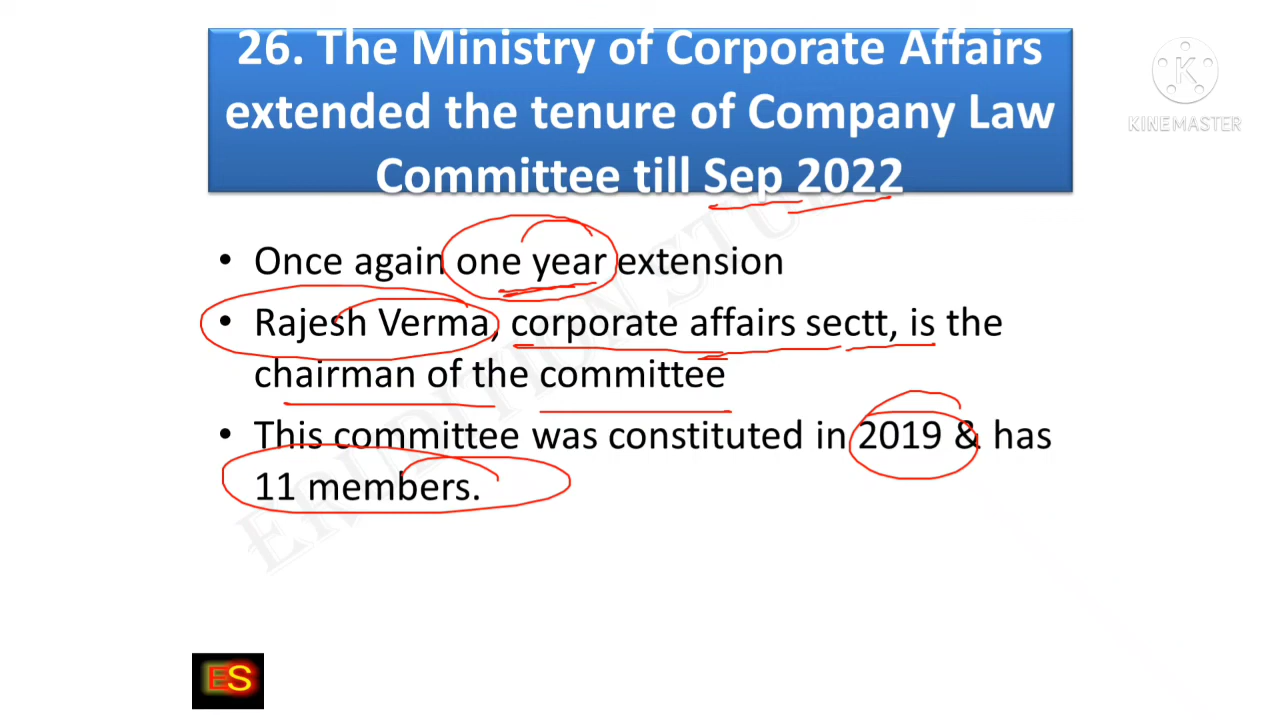 26. The Ministry of Corporate Affairs
extended the tenure of Company Law
Committee till Sep 2022
K
KINEMASTER
• Once again one year extension
• Rajesh Verma, corporate affairs sectt, is the
chairman of the committee
• This committee was constituted in 2019 & has
11 members.
ERUDITION STU
ES